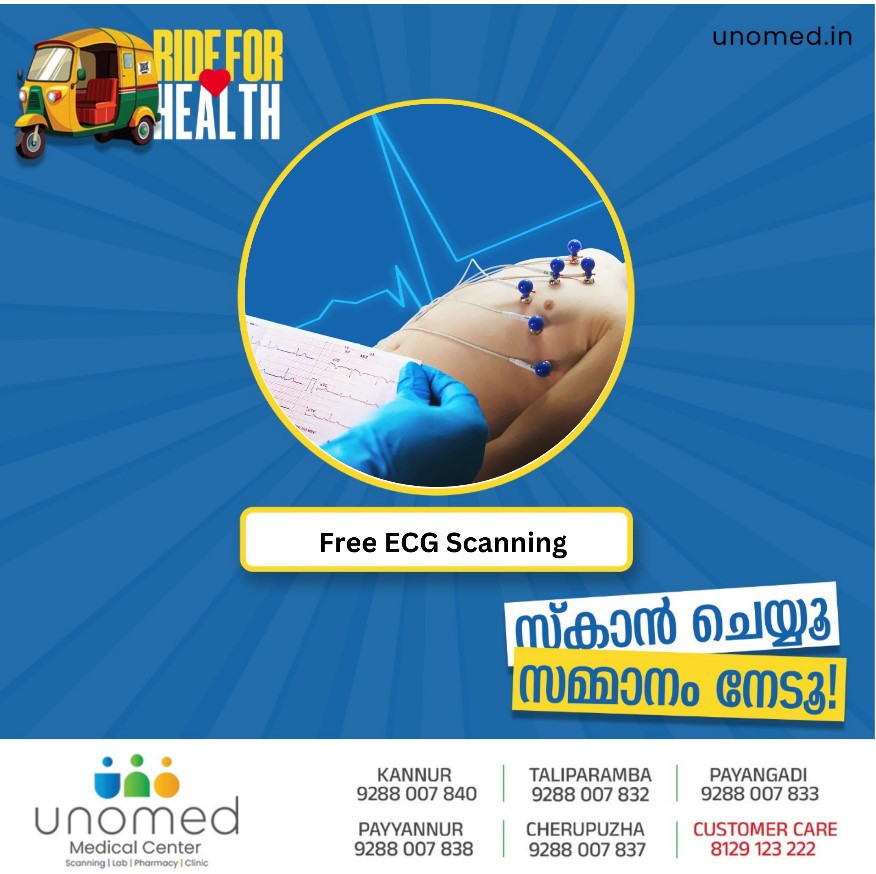 unomed.in
RIDE FOR
HEALTH
Free ECG Scanning
സ്കാൻ ചെയ്യൂ
സമ്മാനം നേടൂ!
unomed
Medical Center
Scanning | Lab | Pharmacy | Clinic
KANNUR
9288 007 840
TALIPARAMBA
9288 007 832
PAYANGADI
9288 007 833
PAYYANNUR
9288 007 838
CHERUPUZHA
9288 007 837
CUSTOMER CARE
8129 123 222